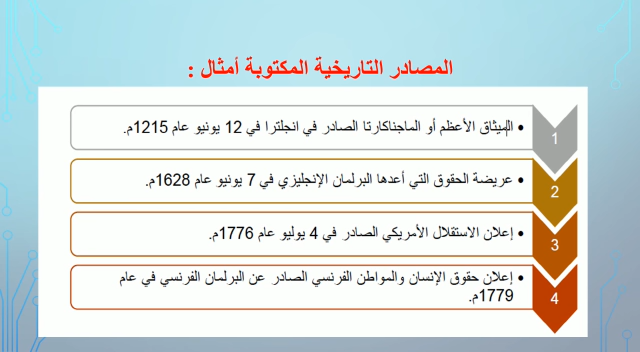 المصادر التاريخية المكتوبة أمثال :
1
• الميثاق الأعظم أو الماجناكارتا الصادر في انجلترا في 12 يونيو عام 1215م.
2
• عريضة الحقوق التي أعدها البرلمان الإنجليزي في 7 يونيو عام 1628م.
3
• إعلان الاستقلال الأمريكي الصادر في 4 يوليو عام 1776م.
4
• إعلان حقوق الإنسان والمواطن الفرنسي الصادر عن البرلمان الفرنسي في عام
1779م.